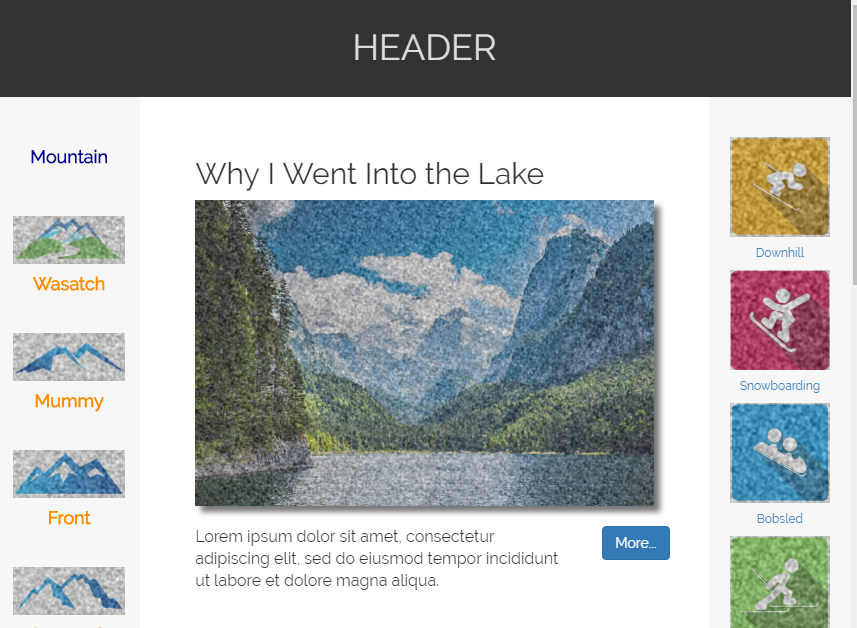 HEADER
Mountain
Wasatch
Mummy
Front
Why I Went Into the Lake
Lorem ipsum dolor sit amet, consectetur
adipiscing elit, sed do eiusmod tempor incididunt
ut labore et dolore magna aliqua.
More...
Downhill
Snowboarding
Bobsled